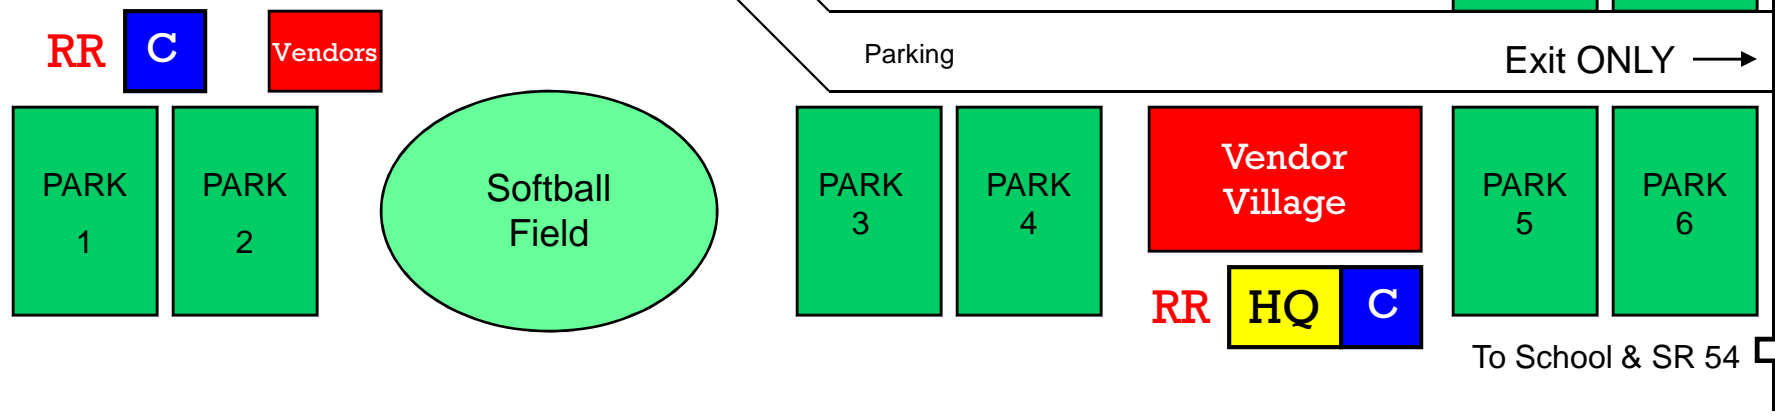 RR
C
Vendors
Parking
Exit ONLY
PARK
1
PARK
2
Softball
Field
PARK
3
PARK
4
Vendor
Village
PARK
5
PARK
6
RR
HQ
C
To School & SR 54